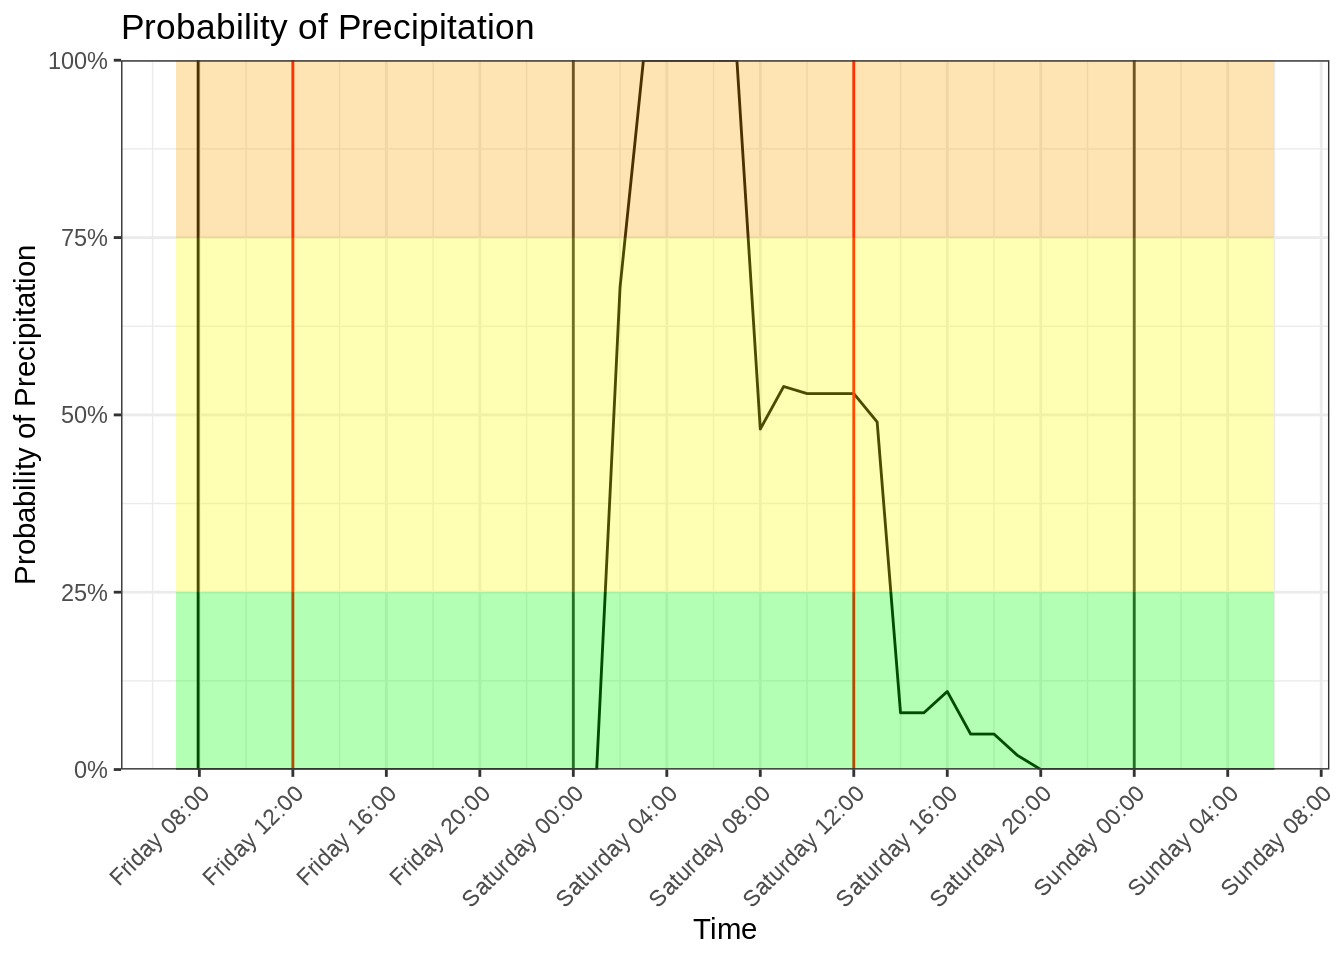 Probability of Precipitation
Probability of Precipitation
100%
75%
50%
25%
0%
Friday 08:00
Friday 12:00
Friday 16:00
Friday 20:00
Saturday 00:00
Saturday 04:00
Saturday 08:00
Saturday 12:00
Saturday 16:00
Saturday 20:00
Sunday 00:00
Sunday 04:00
Sunday 08:00
Time